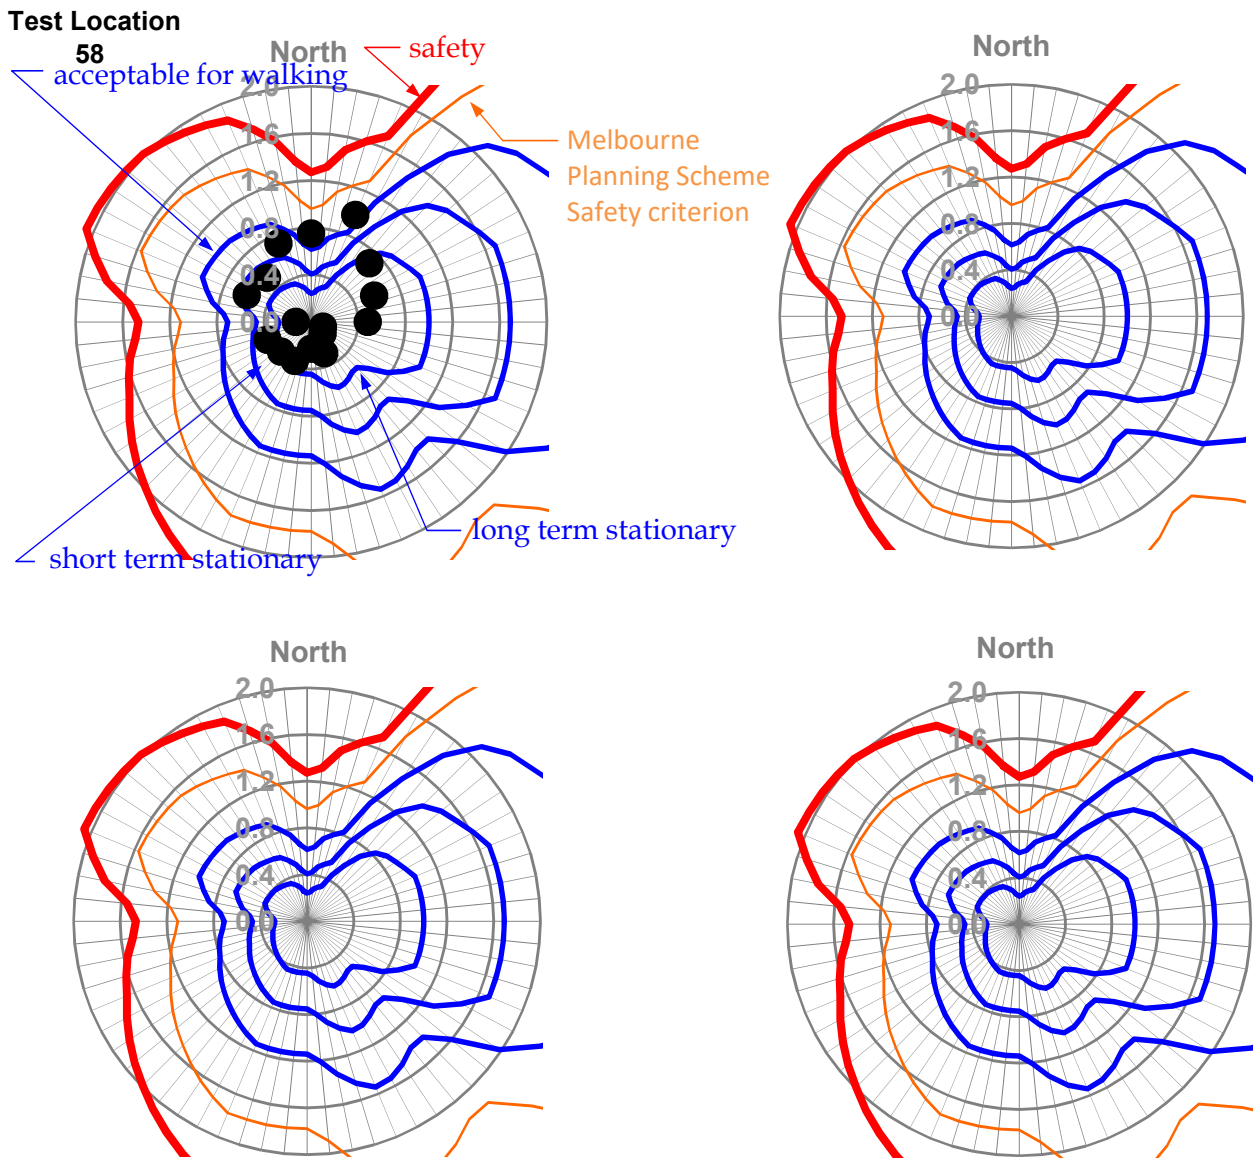 Test Location
58
North
safety
acceptable for walking
2.0
1.6
1.2
0.8
0.4
0.0
Melbourne
Planning Scheme
Safety criterion
long term stationary
short term stationary
North
2.0
1.6
1.2
0.8
0.4
0.0
North
2.0
1.6
1.2
0.8
0.4
0.0
North
2.0
1.6
1.2
0.8
0.4
0.0